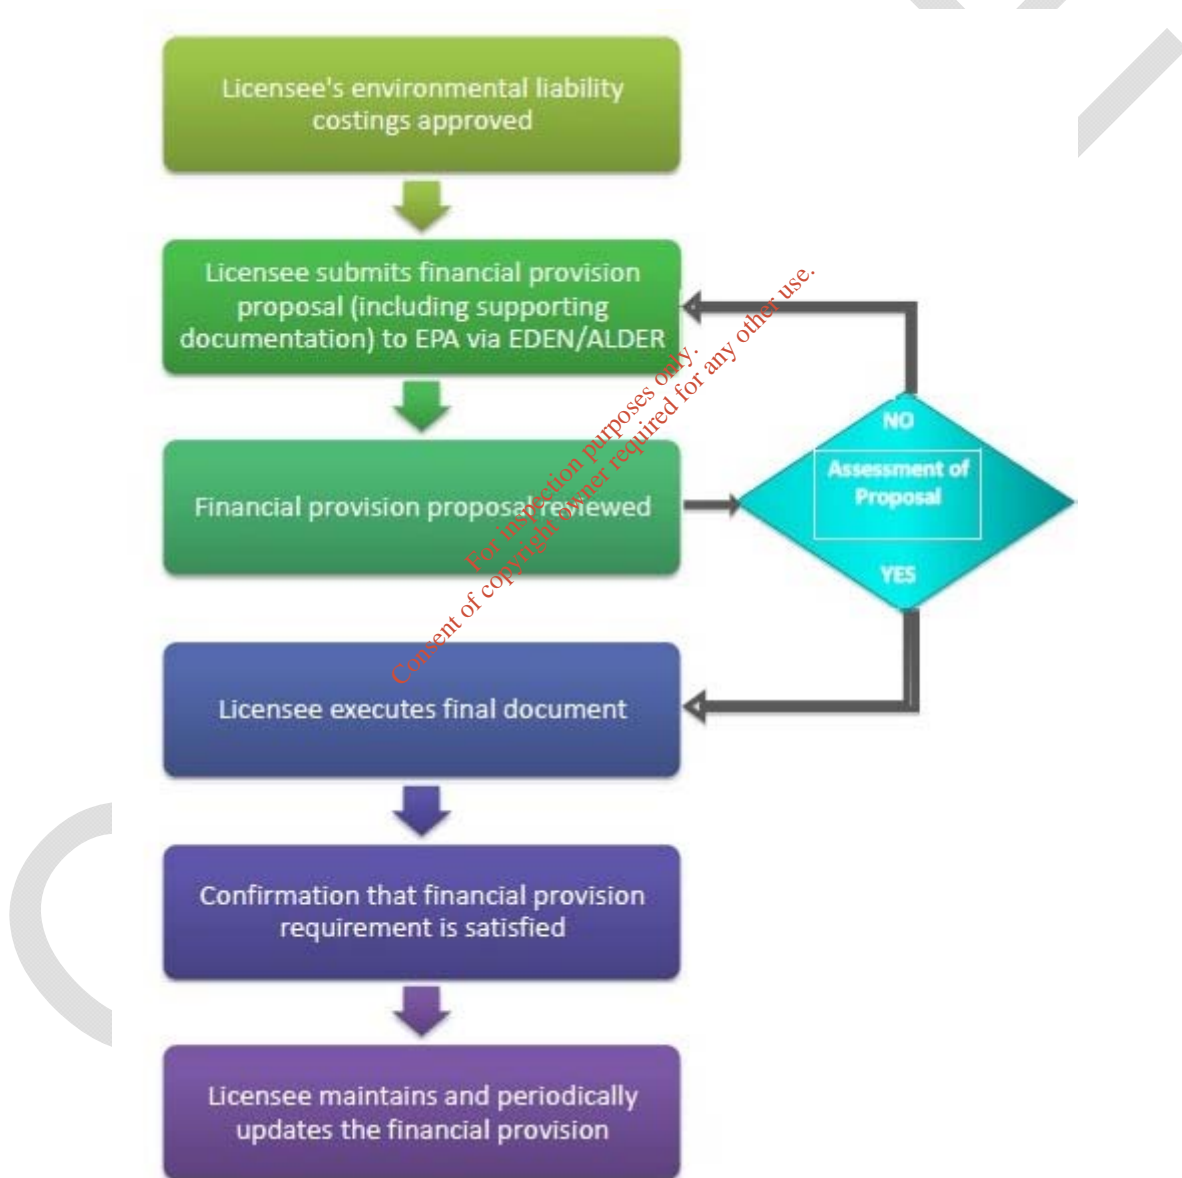 Licensee's environmental liability
costings approved
Licensee submits financial provision
proposal (including supporting
documentation) to EPA via EDEN/ALDER
Financial provision proposal reviewed
NO
Assessment of
Proposal
YES
Licensee executes final document
Confirmation that financial provision
requirement is satisfied
Licensee maintains and periodically
updates the financial provision
For inspection purposes only.
Consent of copyright owner required for any other use.